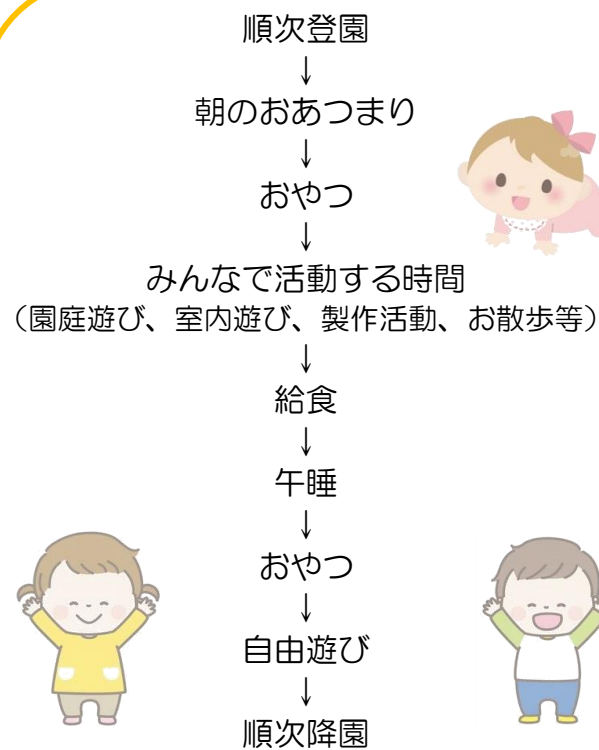 順次登園
↓
朝のおあつまり
↓
おやつ
↓
みんなで活動する時間
（園庭遊び、室内遊び、製作活動、お散歩等）
↓
給食
↓
午睡
↓
おやつ
↓
自由遊び
↓
順次降園